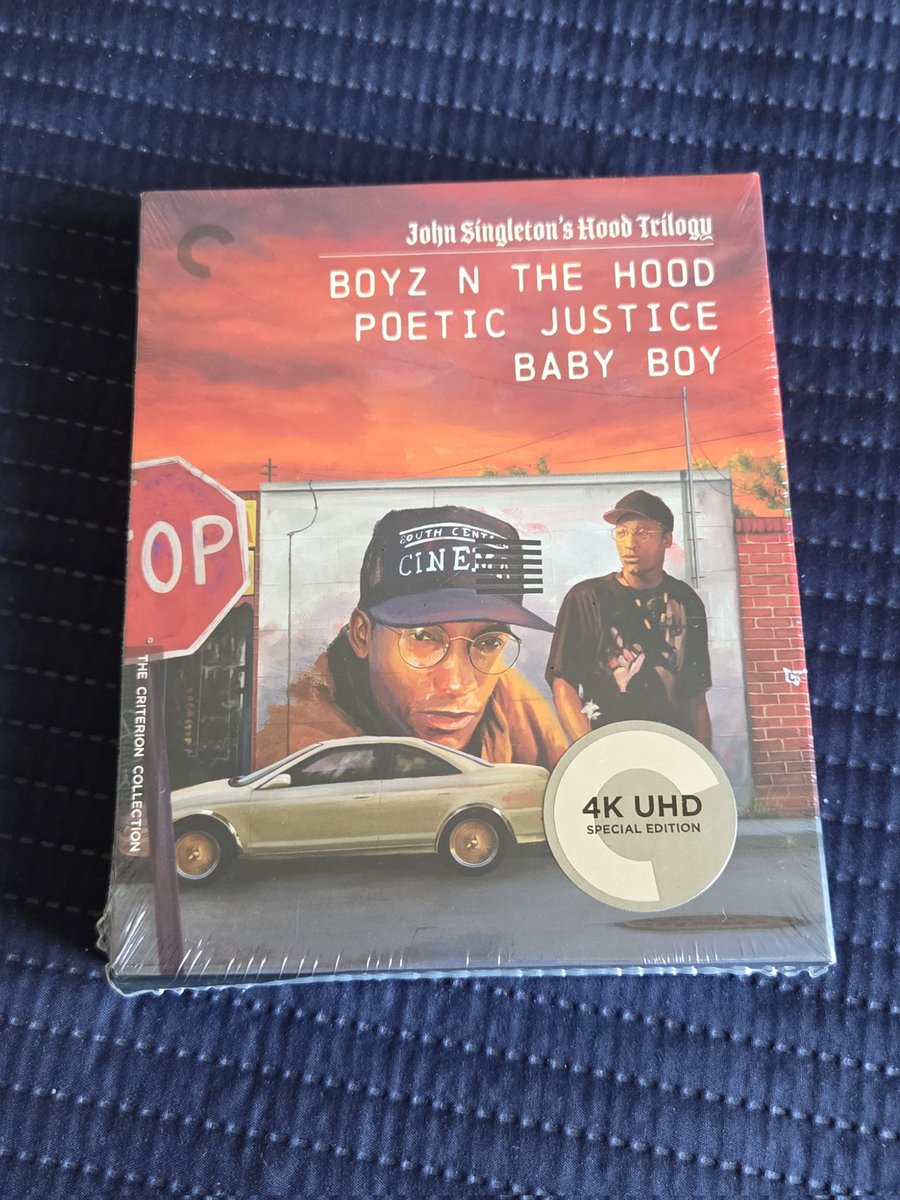 John Singleton's Hood Trilogy
BOYZ N THE HOOD
POETIC JUSTICE
BABY BOY
OP
SOUTH CENT
CINEMA
THE CRITERION COLLECTION
4K UHD
SPECIAL EDITION